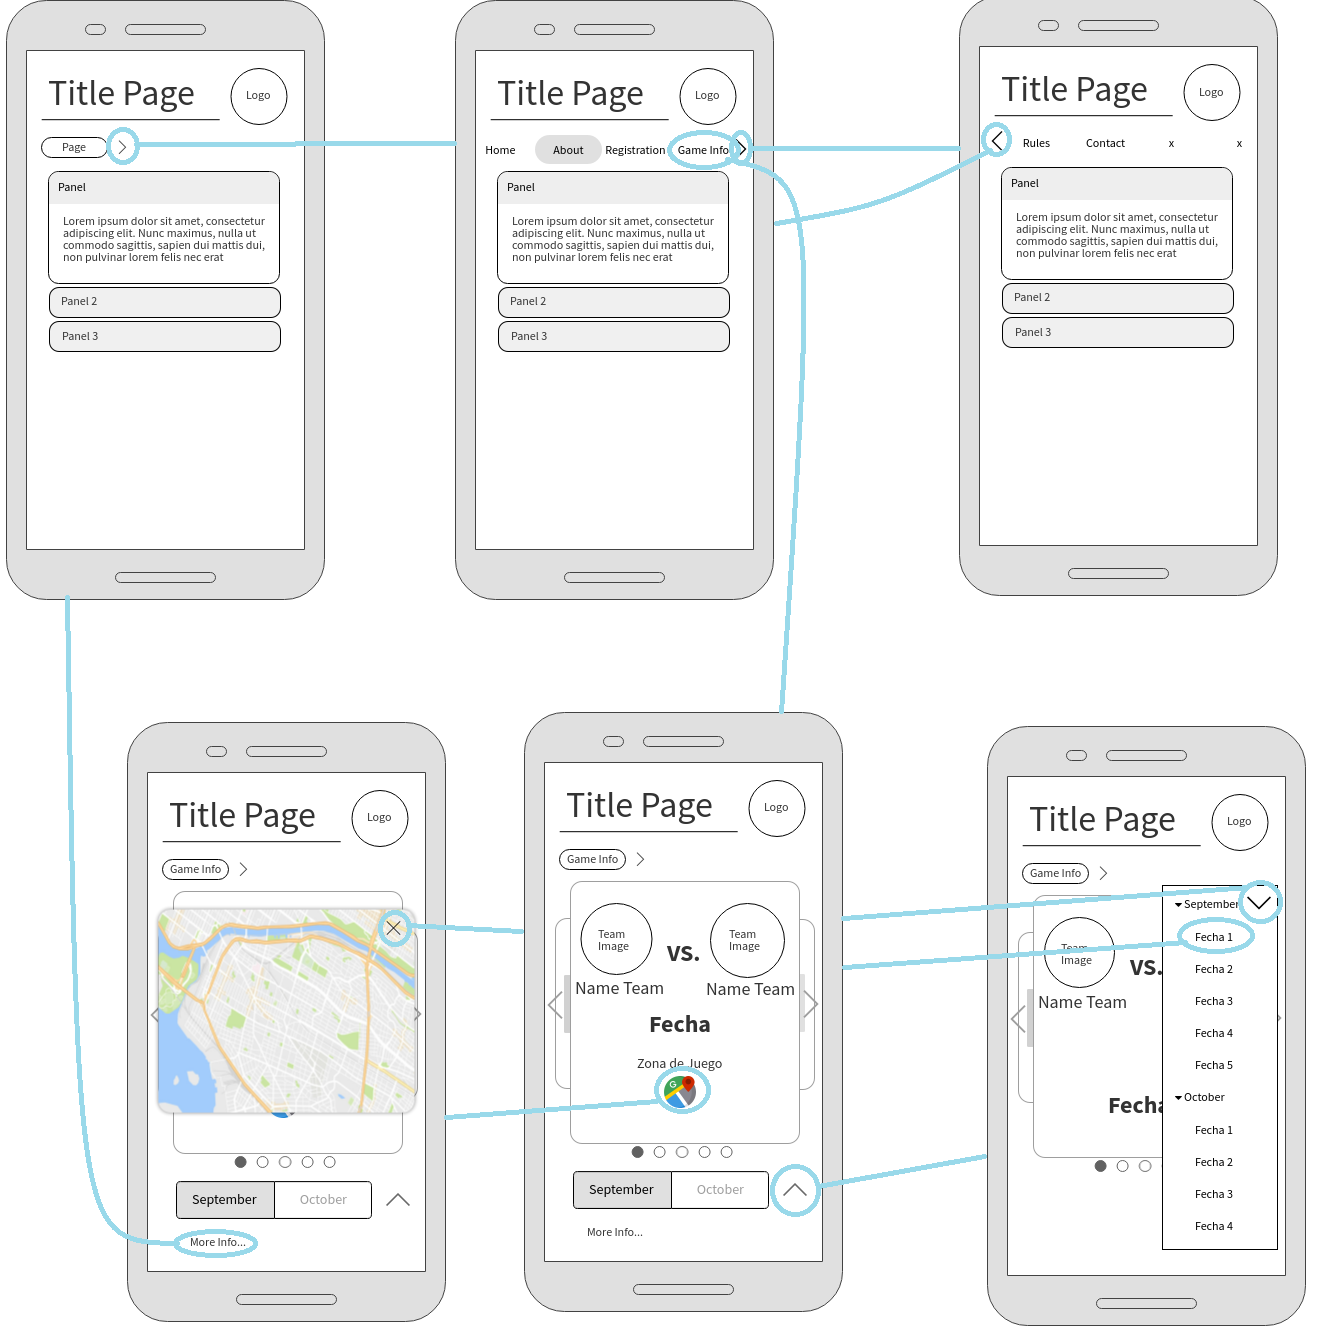 Title Page
Logo
Page
Panel
Lorem ipsum dolor sit amet, consectetur
adipiscing elit. Nunc maximus, nulla ut
commodo sagittis, sapien dui mattis dui,
non pulvinar lorem felis nec erat
Panel 2
Panel 3
Title Page
Logo
Home About Registration Game Info
Panel
Lorem ipsum dolor sit amet, consectetur
adipiscing elit. Nunc maximus, nulla ut
commodo sagittis, sapien dui mattis dui,
non pulvinar lorem felis nec erat
Panel 2
Panel 3
Title Page
Logo
Rules Contact x x
Panel
Lorem ipsum dolor sit amet, consectetur
adipiscing elit. Nunc maximus, nulla ut
commodo sagittis, sapien dui mattis dui,
non pulvinar lorem felis nec erat
Panel 2
Panel 3
Title Page
Logo
Game Info
September October
More Info...
Title Page
Logo
Game Info
Team
Image
VS.
Team
Image
Name Team Name Team
Fecha
Zona de Juego
G
September October
More Info...
Title Page
Logo
Game Info
Team
Image
VS.
Name Team
Fecha
September
Fecha 1
Fecha 2
Fecha 3
Fecha 4
Fecha 5
October
Fecha 1
Fecha 2
Fecha 3
Fecha 4